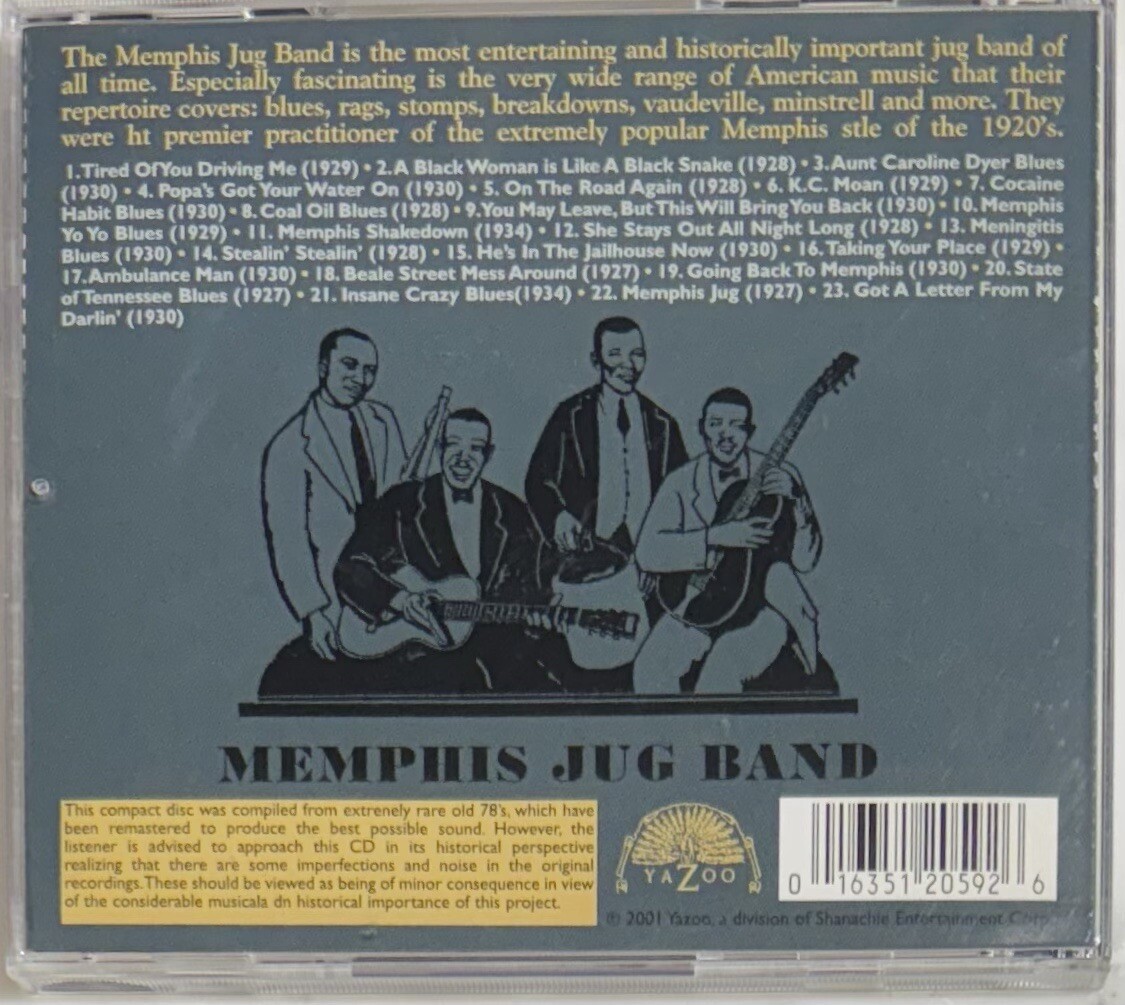 The Memphis Jug Band is the most entertaining and historically important jug band of
all time. Especially fascinating is the very wide range of American music that their
repertoire covers: blues, rags, stomps, breakdowns, vaudeville, minstrell and more. They
were ht premier practitioner of the extremely popular Memphis stle of the 1920's.
1.Tired Of You Driving Me (1929) • 2.A Black Woman is Like A Black Snake (1928) • 3.Aunt Caroline Dyer Blues
(1930) • 4. Popa's Got Your Water On (1930) • 5. On The Road Again (1928) • 6. K.C. Moan (1929) • 7. Cocaine
Habit Blues (1930) • 8. Coal Oil Blues (1928) • 9.You May Leave, But This Will Bring You Back (1930) • 10. Memphis
Yo Yo Blues (1929) • 11. Memphis Shakedown (1934) • 12. She Stays Out All Night Long (1928) • 13. Meningitis
Blues (1930) • 14. Stealin' Stealin' (1928) • 15. He's In The Jailhouse Now (1930) • 16. Taking Your Place (1929) •
17.Ambulance Man (1930) • 18. Beale Street Mess Around (1927) • 19. Going Back To Memphis (1930) • 20. State
of Tennessee Blues (1927) • 21. Insane Crazy Blues(1934) • 22. Memphis Jug (1927) • 23. Got A Letter From My
Darlin' (1930)
MEMPHIS JUG BAND
This compact disc was compiled from extrenely rare old 78's, which have
been remastered to produce the best possible sound. However, the
listener is advised to approach this CD in its historical perspective
realizing that there are some imperfections and noise in the original
recordings. These should be viewed as being of minor consequence in view
of the considerable musicala dn historical importance of this project.
YAZOO
0 16351 20592 6
℗ 2001 Yazoo, a division of Shanachie Entertainment Corp.